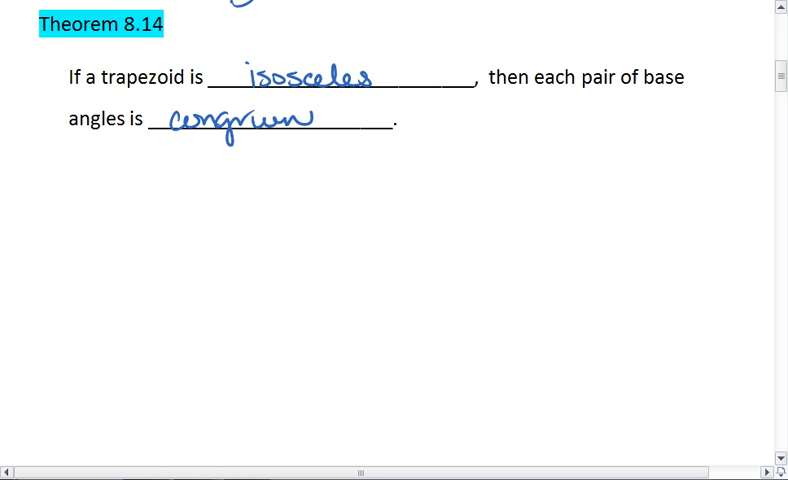 Theorem 8.14
If a trapezoid is isosceles, then each pair of base
angles is congruen.